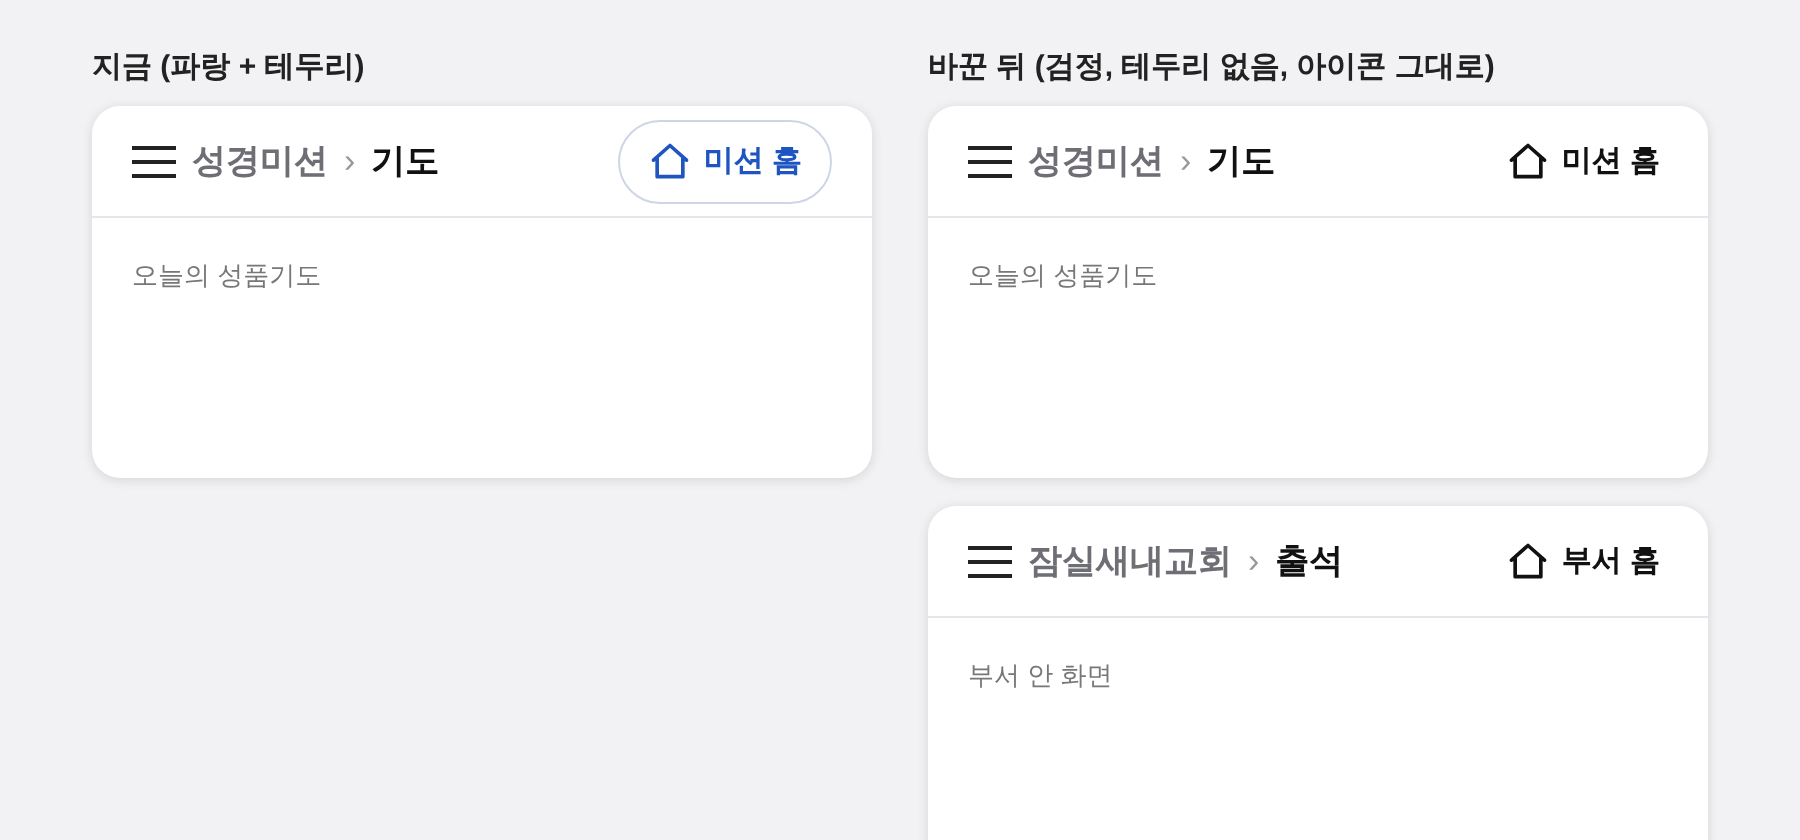 지금 (파랑 + 테두리)
성경미션 › 기도
미션 홈
오늘의 성품기도
바꾼 뒤 (검정, 테두리 없음, 아이콘 그대로)
성경미션 › 기도
미션 홈
오늘의 성품기도
잠실새내교회 › 출석
부서 홈
부서 안 화면